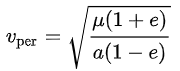 v_per = √(μ(1 + e) / a(1 − e))